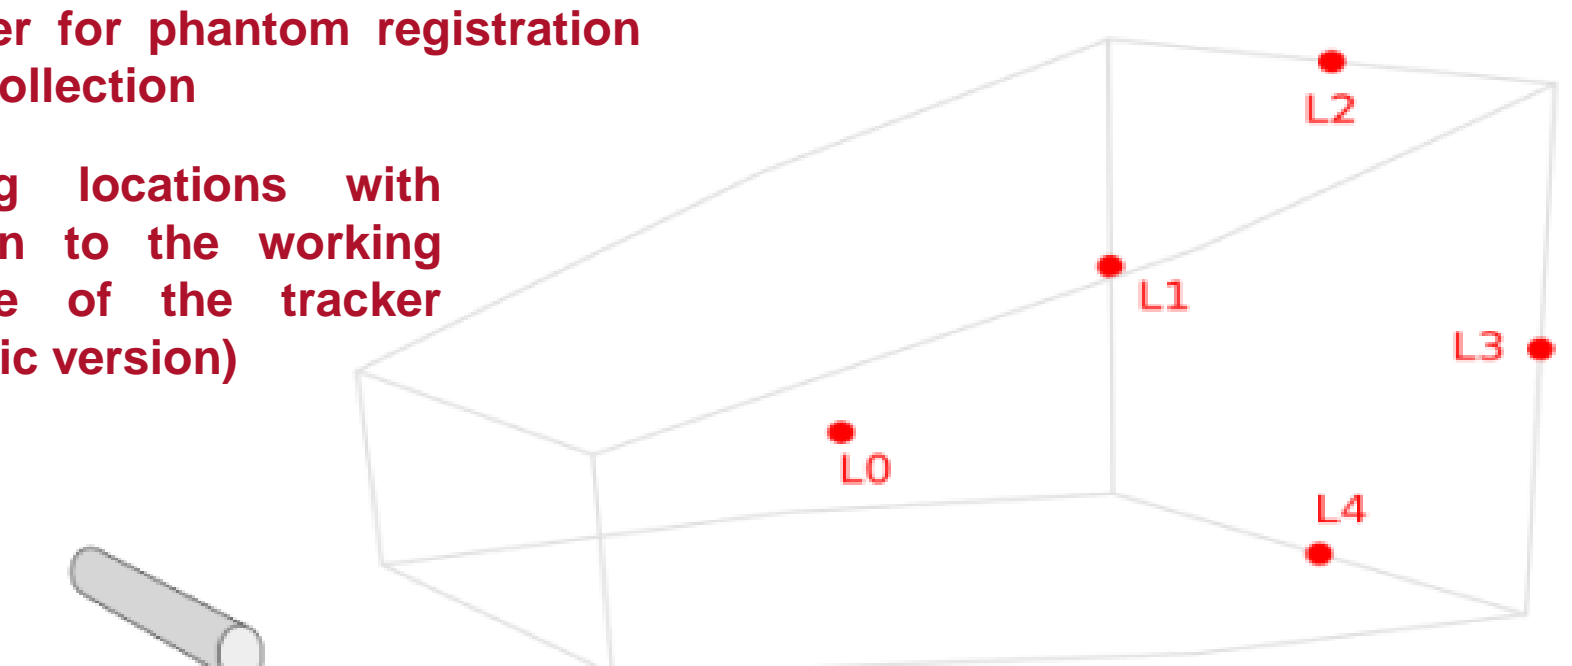 er for phantom registration
ollection
g locations with
n to the working
e of the tracker
ic version)
L2
L1
L3
L0
L4